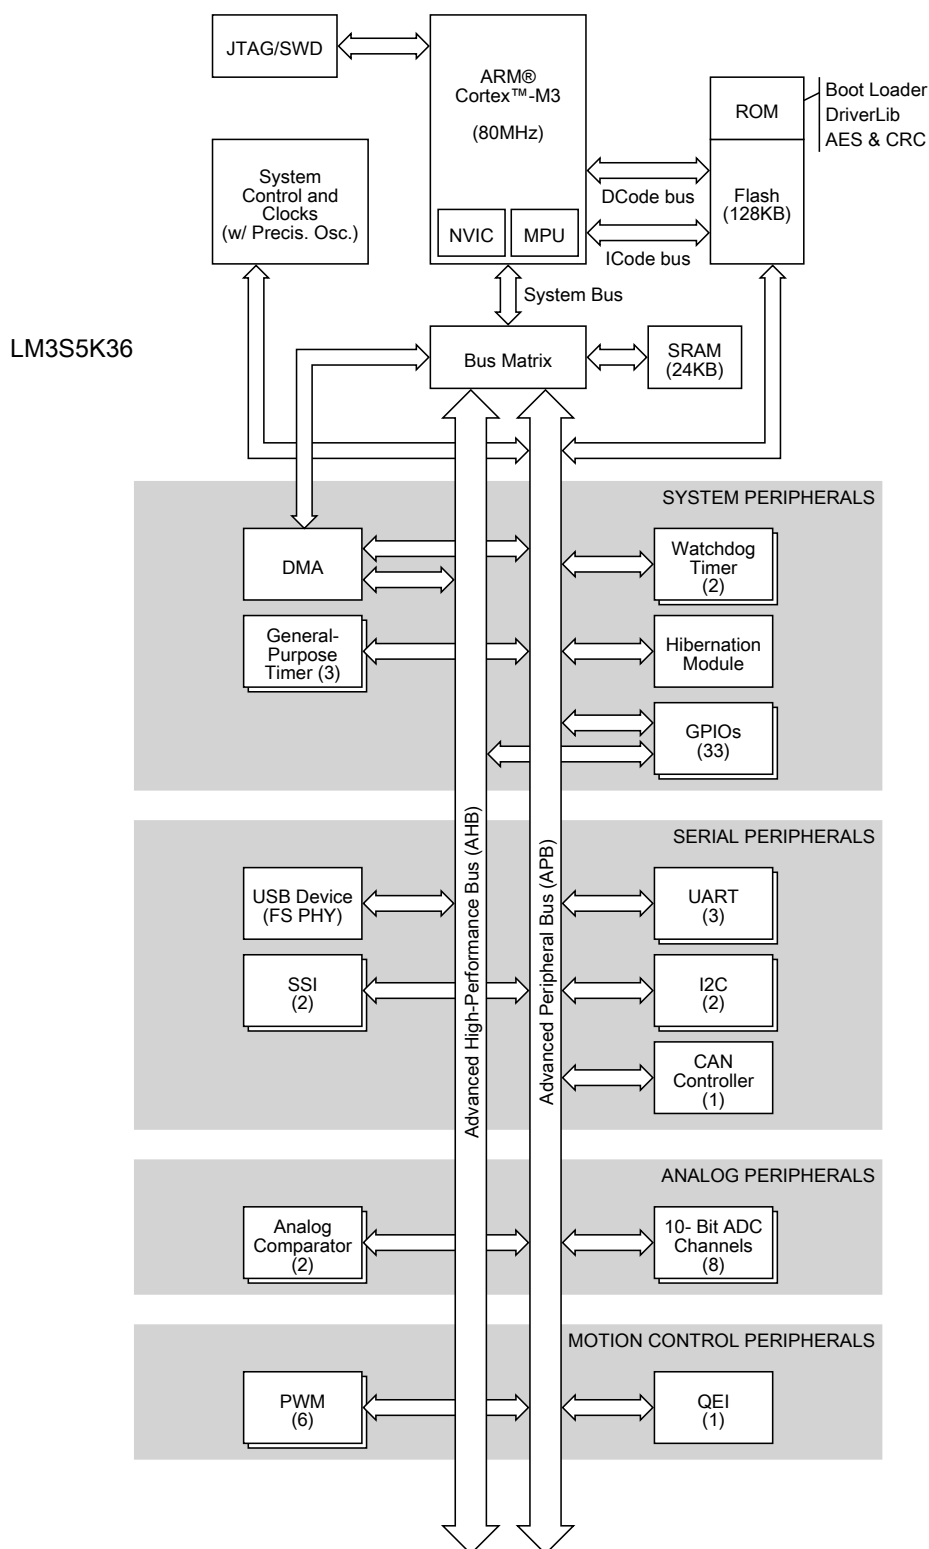 JTAG/SWD
ARM®
Cortex™-M3
(80MHz)
NVIC
MPU
ROM
Boot Loader
DriverLib
AES & CRC
Flash
(128KB)
DCode bus
ICode bus
System
Control and
Clocks
(w/ Precis. Osc.)
System Bus
LM3S5K36
Bus Matrix
SRAM
(24KB)
SYSTEM PERIPHERALS
DMA
Watchdog
Timer
(2)
General-
Purpose
Timer (3)
Hibernation
Module
GPIOs
(33)
Advanced High-Performance Bus (AHB)
Advanced Peripheral Bus (APB)
SERIAL PERIPHERALS
USB Device
(FS PHY)
UART
(3)
SSI
(2)
I2C
(2)
CAN
Controller
(1)
ANALOG PERIPHERALS
Analog
Comparator
(2)
10- Bit ADC
Channels
(8)
MOTION CONTROL PERIPHERALS
PWM
(6)
QEI
(1)